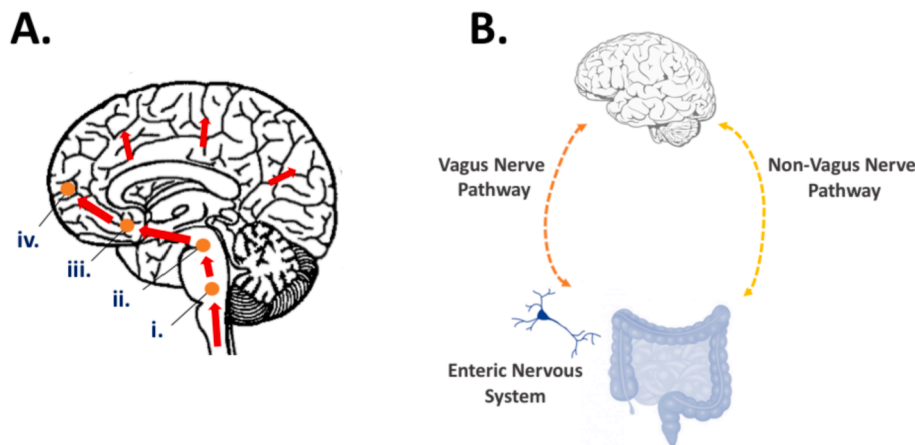 A.
B.
iv.
iii.
ii.
i.
Vagus Nerve
Pathway
Non-Vagus Nerve
Pathway
Enteric Nervous
System